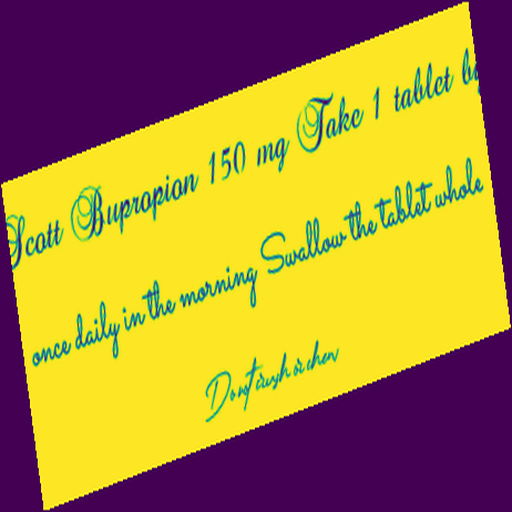 Scott Bupropion 150 mg Take 1 tablet by
once daily in the morning Swallow the tablet whole
Don't crush or chew